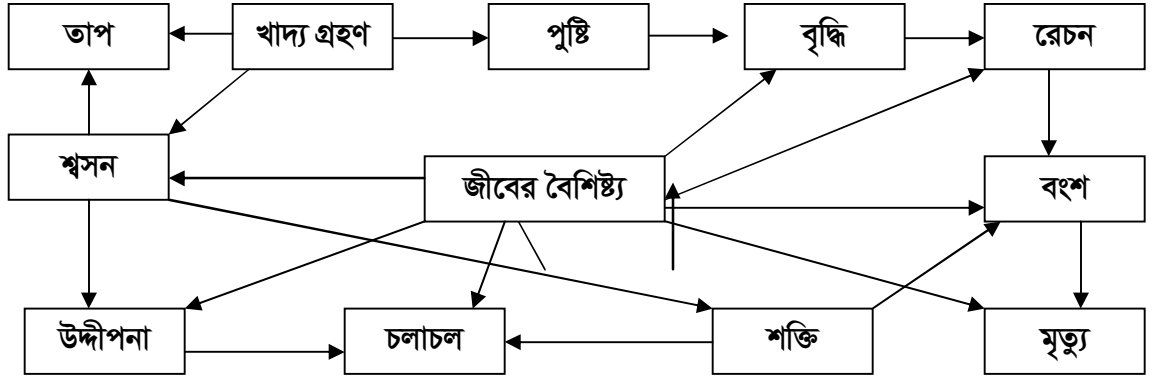 তাপ
খাদ্য গ্রহণ
পুষ্টি
বৃদ্ধি
রেচন
শ্বসন
জীবের বৈশিষ্ট্য
বংশ
উদ্দীপনা
চলাচল
শক্তি
মৃত্যু